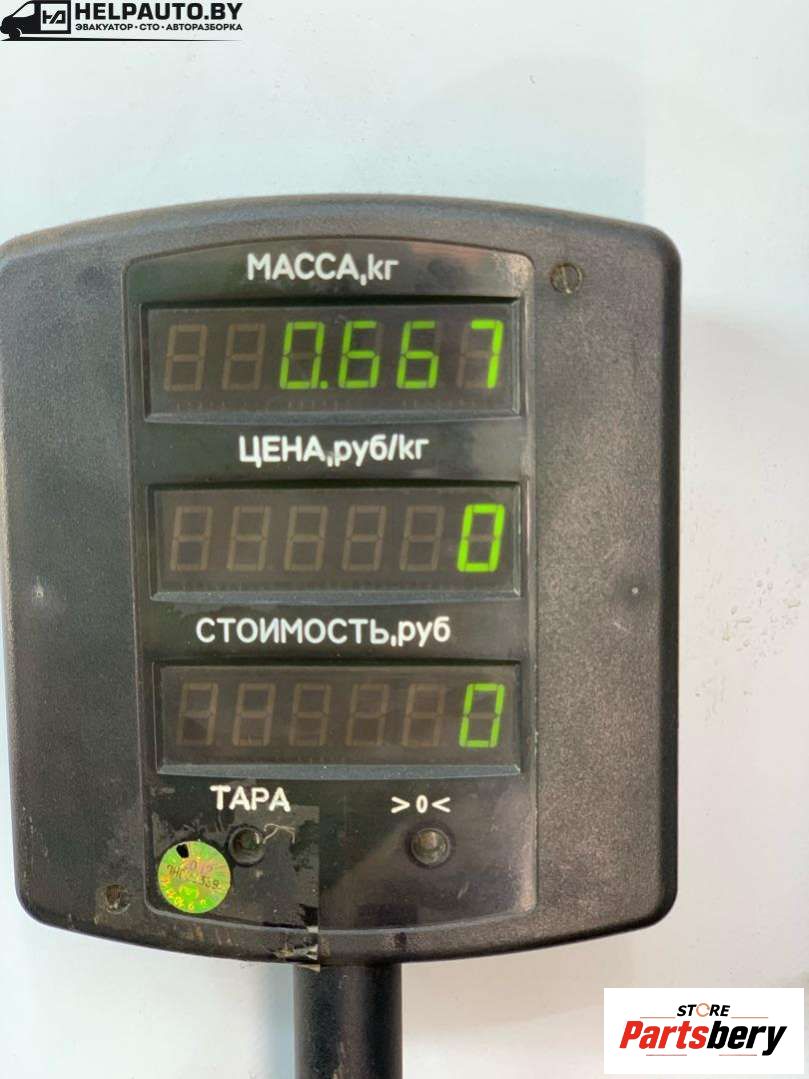 HELPAUTO.BY
ЭВАКУАТОР•СТО•АВТОРАЗБОРКА
МАССА,кг
0.667
ЦЕНА,руб/кг
0
СТОИМОСТЬ,руб
0
ТАРА
>0<
STORE
Partsbery